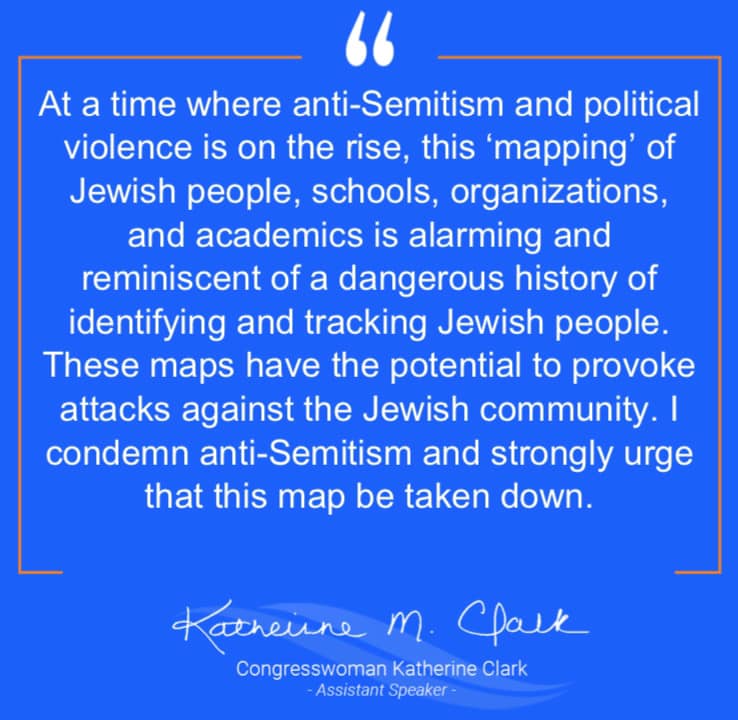 “
At a time where anti-Semitism and political
violence is on the rise, this ‘mapping’ of
Jewish people, schools, organizations,
and academics is alarming and
reminiscent of a dangerous history of
identifying and tracking Jewish people.
These maps have the potential to provoke
attacks against the Jewish community. I
condemn anti-Semitism and strongly urge
that this map be taken down.
Katherine M. Clark
Congresswoman Katherine Clark
- Assistant Speaker -